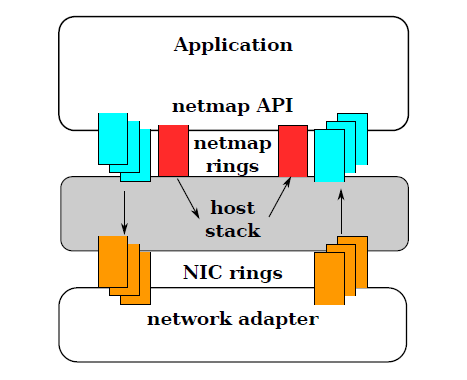 Application
netmap API
netmap
rings
host
stack
NIC rings
network adapter